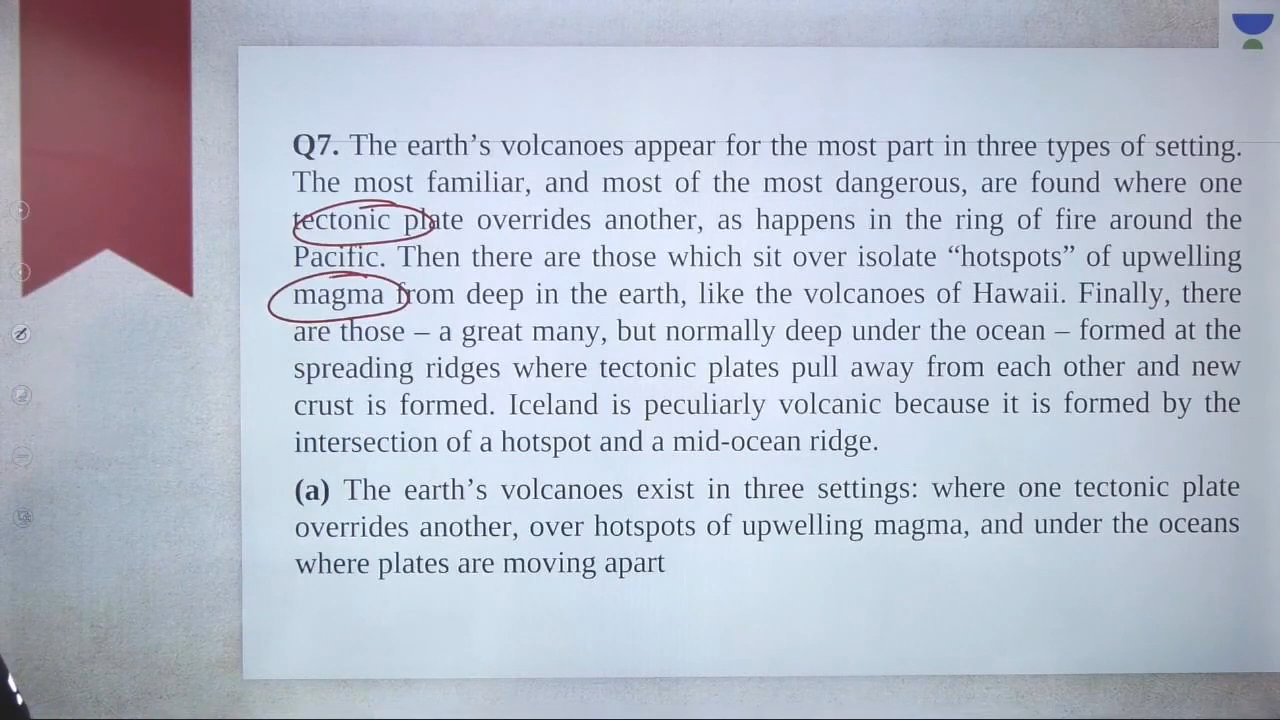 Q7. The earth’s volcanoes appear for the most part in three types of setting.
The most familiar, and most of the most dangerous, are found where one
tectonic plate overrides another, as happens in the ring of fire around the
Pacific. Then there are those which sit over isolate “hotspots” of upwelling
magma from deep in the earth, like the volcanoes of Hawaii. Finally, there
are those – a great many, but normally deep under the ocean – formed at the
spreading ridges where tectonic plates pull away from each other and new
crust is formed. Iceland is peculiarly volcanic because it is formed by the
intersection of a hotspot and a mid-ocean ridge.
(a) The earth’s volcanoes exist in three settings: where one tectonic plate
overrides another, over hotspots of upwelling magma, and under the oceans
where plates are moving apart